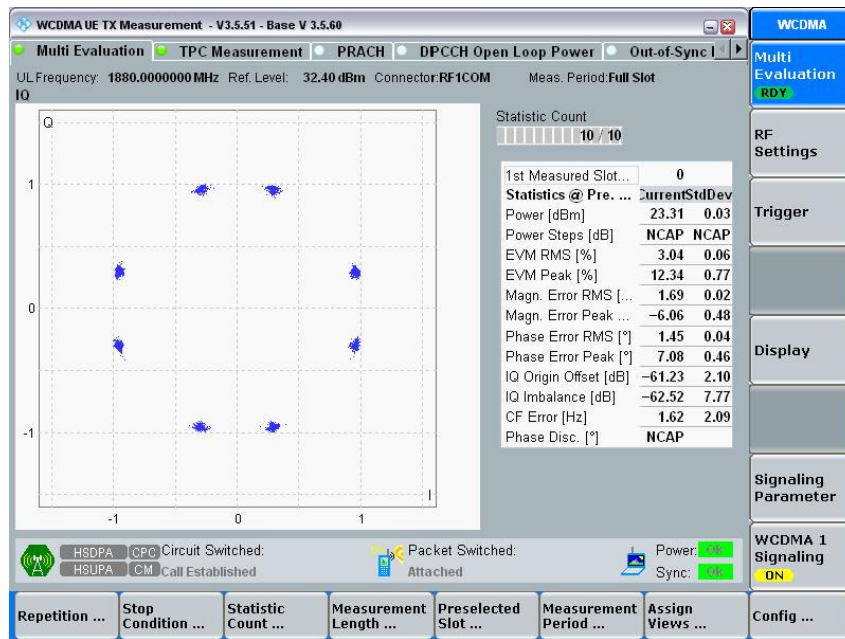 WCDMA UE TX Measurement - V3.5.51 - Base V 3.5.60
WCDMA
Multi Evaluation TPC Measurement PRACH DPCCH Open Loop Power Out-of-Sync
UL Frequency: 1880.0000000 MHz Ref. Level: 32.40 dBm Connector:RF1COM Meas. Period:Full Slot
IQ
Multi Evaluation
RDY
RF Settings
Trigger
Display
Signaling Parameter
WCDMA 1 Signaling
ON
Q
1
0
-1
-1 0 1
I
Statistic Count
10 / 10
1st Measured Slot... 0
Statistics @ Pre. ... Current StdDev
Power [dBm] 23.31 0.03
Power Steps [dB] NCAP NCAP
EVM RMS [%] 3.04 0.06
EVM Peak [%] 12.34 0.77
Magn. Error RMS [... 1.69 0.02
Magn. Error Peak ... −6.06 0.48
Phase Error RMS [°] 1.45 0.04
Phase Error Peak [°] 7.08 0.46
IQ Origin Offset [dB] −61.23 2.10
IQ Imbalance [dB] −62.52 7.77
CF Error [Hz] 1.62 2.09
Phase Disc. [°] NCAP
HSDPA CPC Circuit Switched: Packet Switched: Power: OK
HSUPA CM Call Established Attached Sync: OK
Repetition ... Stop Condition ... Statistic Count ... Measurement Length ... Preselected Slot ... Measurement Period ... Assign Views ... Config ...